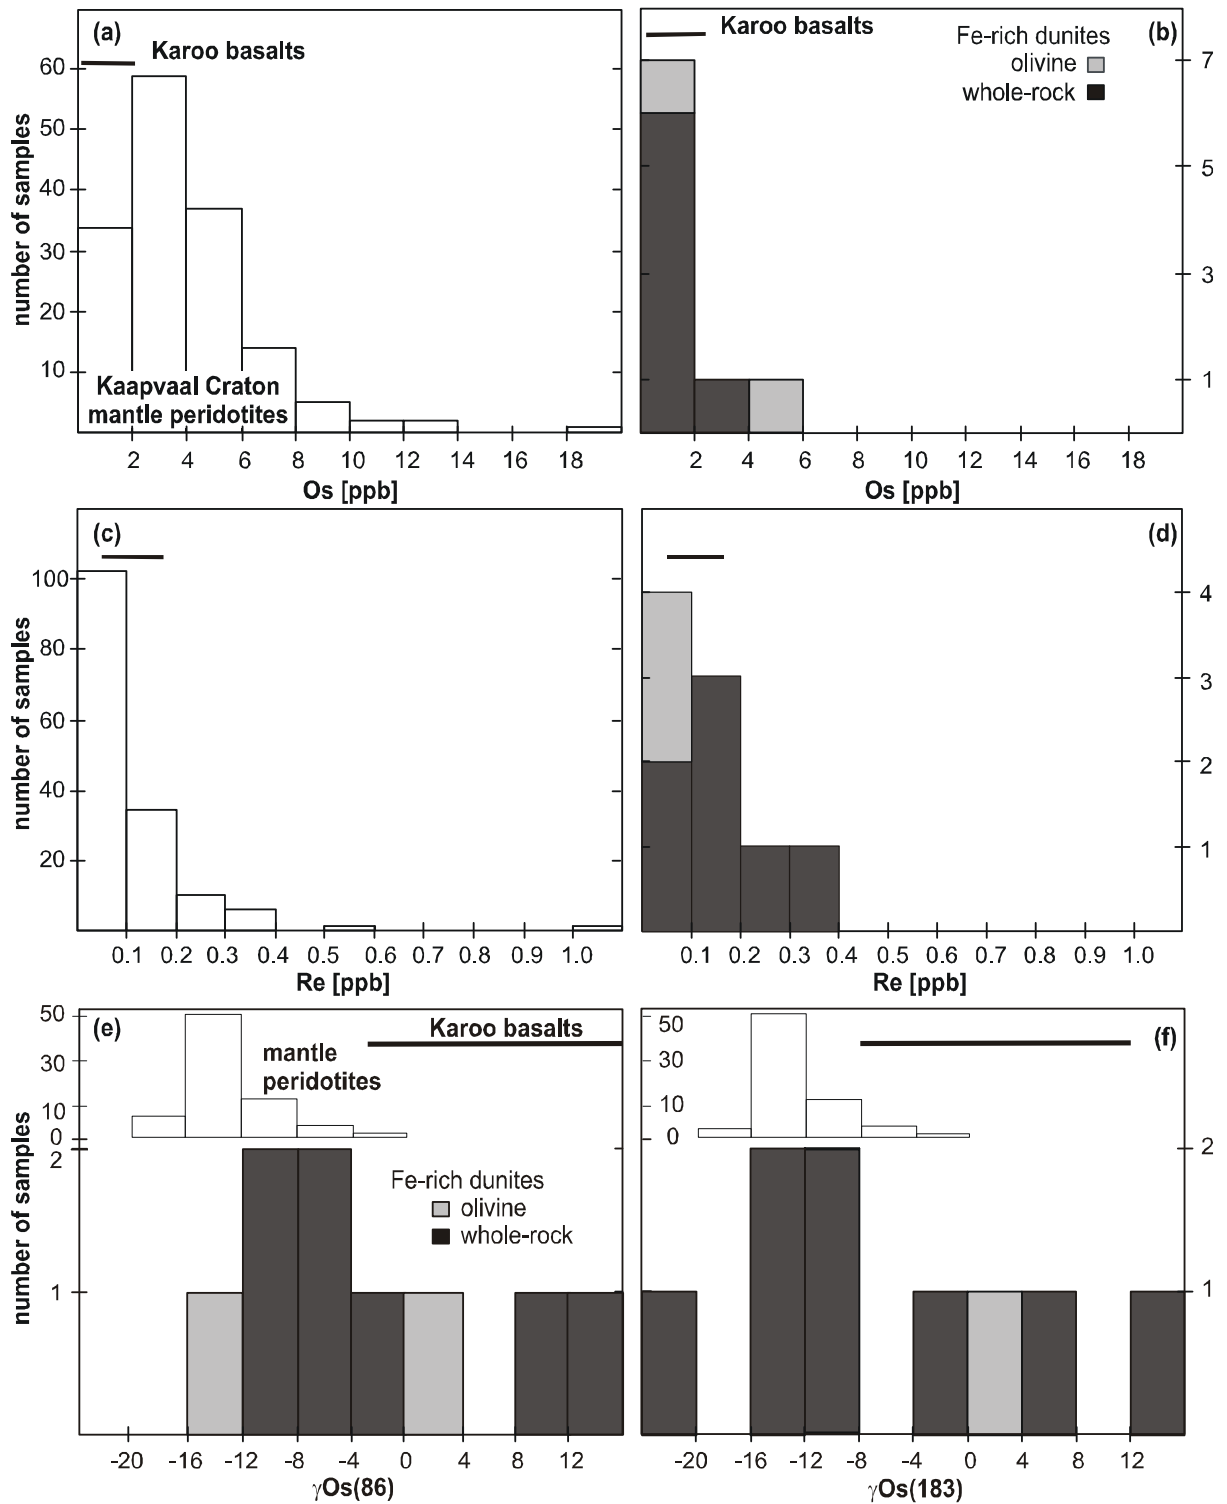 (a)
Karoo basalts
60
50
40
30
20
10
number of samples
Kaapvaal Craton
mantle peridotites
2 4 6 8 10 12 14 16 18
Os [ppb]
Karoo basalts
(b)
Fe-rich dunites
olivine
whole-rock
7
5
3
1
2 4 6 8 10 12 14 16 18
Os [ppb]
(c)
100
80
60
40
20
number of samples
0.1 0.2 0.3 0.4 0.5 0.6 0.7 0.8 0.9 1.0
Re [ppb]
(d)
4
3
2
1
0.1 0.2 0.3 0.4 0.5 0.6 0.7 0.8 0.9 1.0
Re [ppb]
(e)
50
30
10
0
Karoo basalts
mantle
peridotites
2
1
number of samples
Fe-rich dunites
olivine
whole-rock
-20 -16 -12 -8 -4 0 4 8 12
γOs(86)
(f)
50
30
10
0
2
1
-20 -16 -12 -8 -4 0 4 8 12
γOs(183)